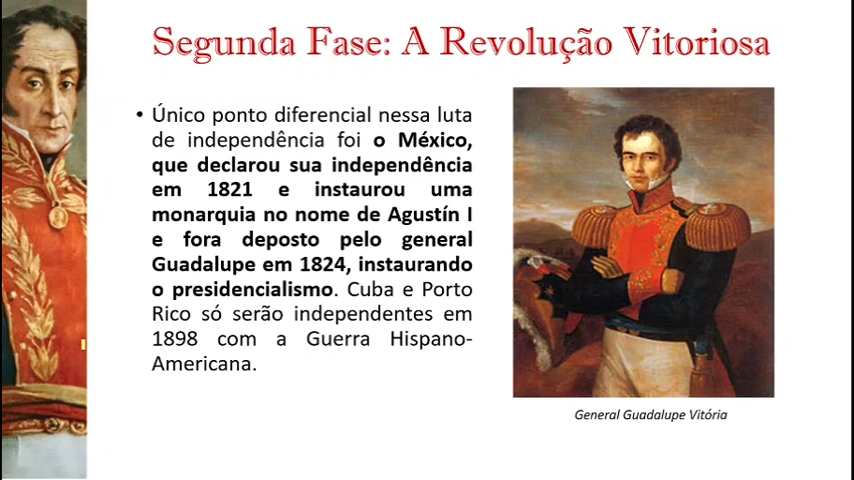 Segunda Fase: A Revolução Vitoriosa
• Único ponto diferencial nessa luta
de independência foi o México,
que declarou sua independência
em 1821 e instaurou uma
monarquia no nome de Agustín I
e fora deposto pelo general
Guadalupe em 1824, instaurando
o presidencialismo. Cuba e Porto
Rico só serão independentes em
1898 com a Guerra Hispano-
Americana.
General Guadalupe Vitória